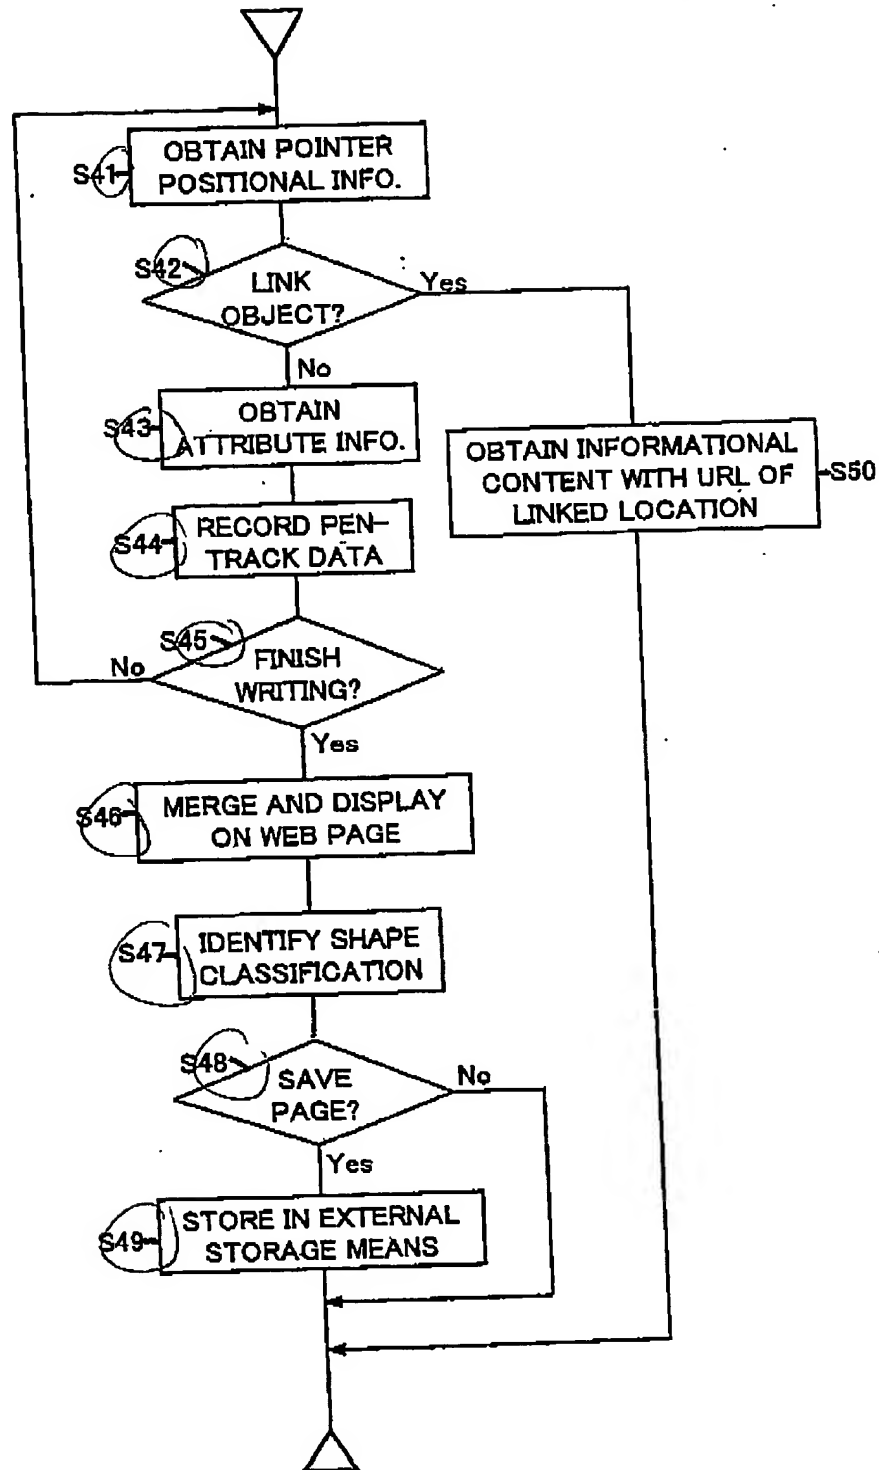 OBTAIN POINTER
POSITIONAL INFO.
S41
S42
LINK
OBJECT?
Yes
No
S43
OBTAIN
ATTRIBUTE INFO.
OBTAIN INFORMATIONAL
CONTENT WITH URL OF
LINKED LOCATION
S50
S44
RECORD PEN-
TRACK DATA
S45
FINISH
WRITING?
No
Yes
S46
MERGE AND DISPLAY
ON WEB PAGE
S47
IDENTIFY SHAPE
CLASSIFICATION
S48
SAVE
PAGE?
No
Yes
S49
STORE IN EXTERNAL
STORAGE MEANS